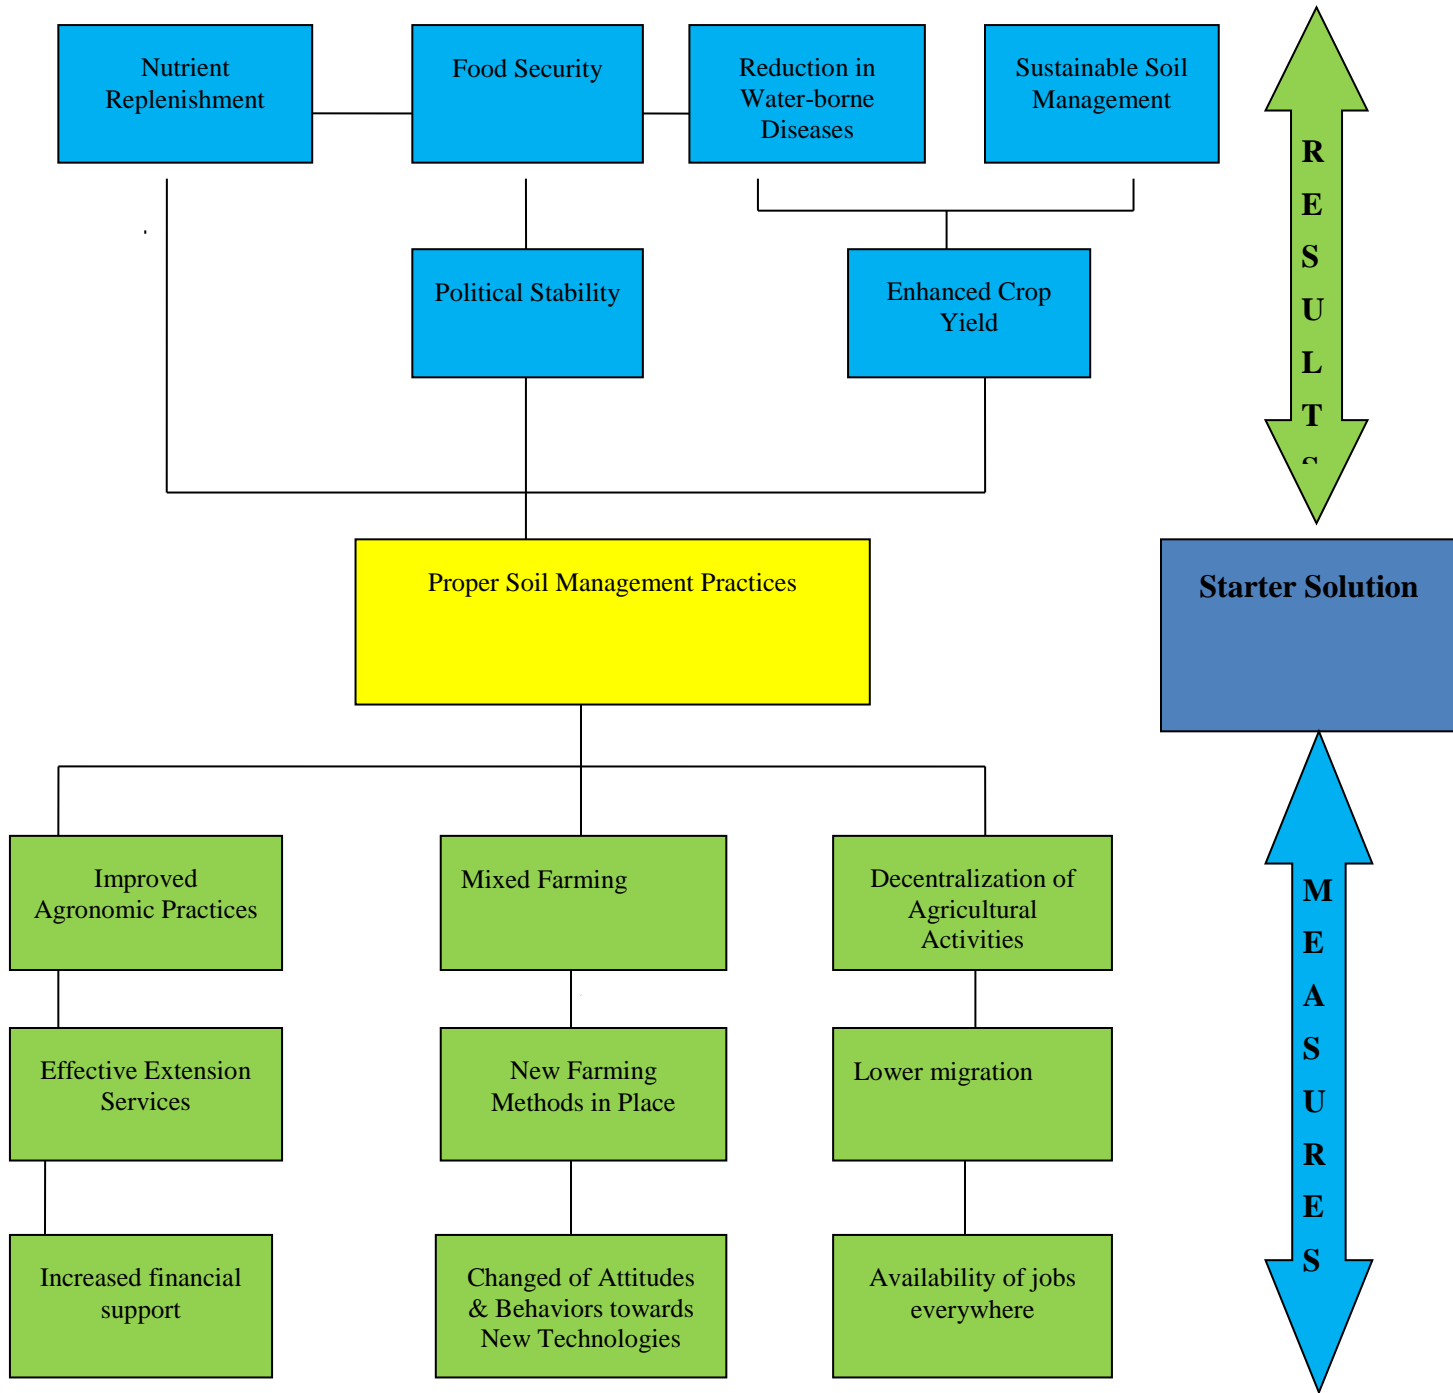 Nutrient
Replenishment
Food Security
Reduction in
Water-borne
Diseases
Sustainable Soil
Management
Political Stability
Enhanced Crop
Yield
R
E
S
U
L
T
S
Proper Soil Management Practices
Starter Solution
Improved
Agronomic Practices
Mixed Farming
Decentralization of
Agricultural
Activities
Effective Extension
Services
New Farming
Methods in Place
Lower migration
Increased financial
support
Changed of Attitudes
& Behaviors towards
New Technologies
Availability of jobs
everywhere
M
E
A
S
U
R
E
S